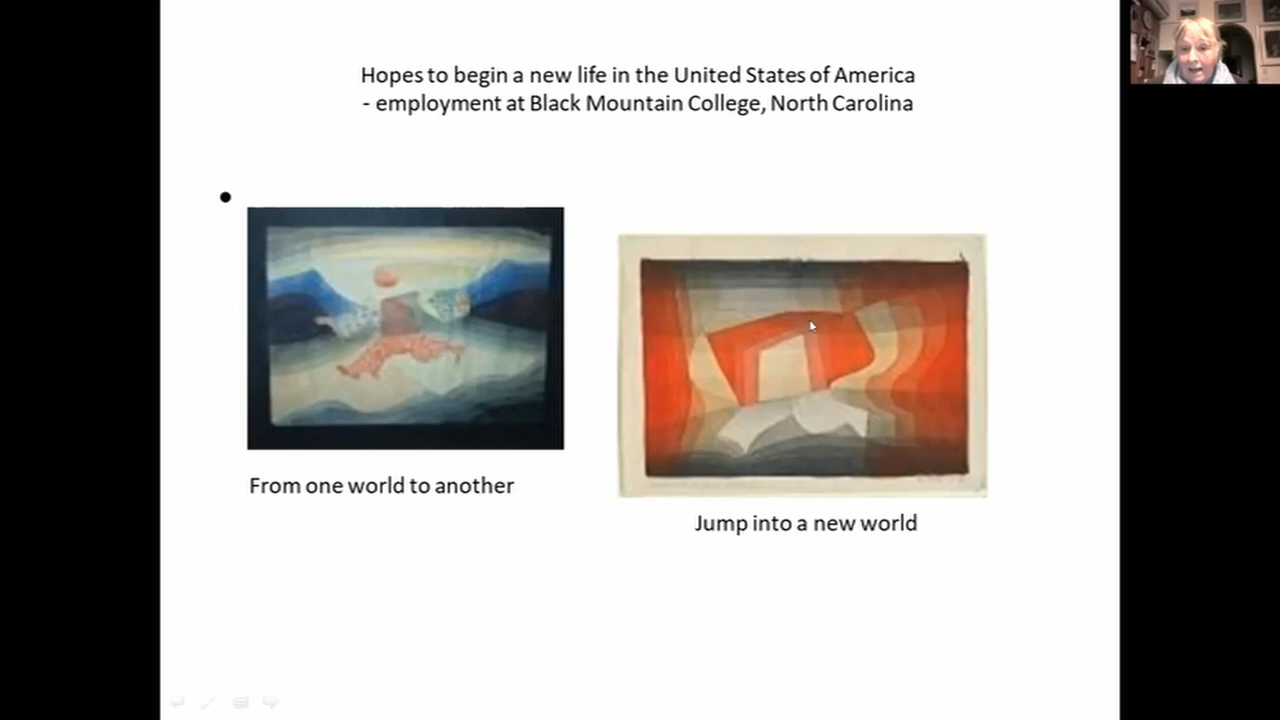 Hopes to begin a new life in the United States of America
- employment at Black Mountain College, North Carolina
From one world to another
Jump into a new world